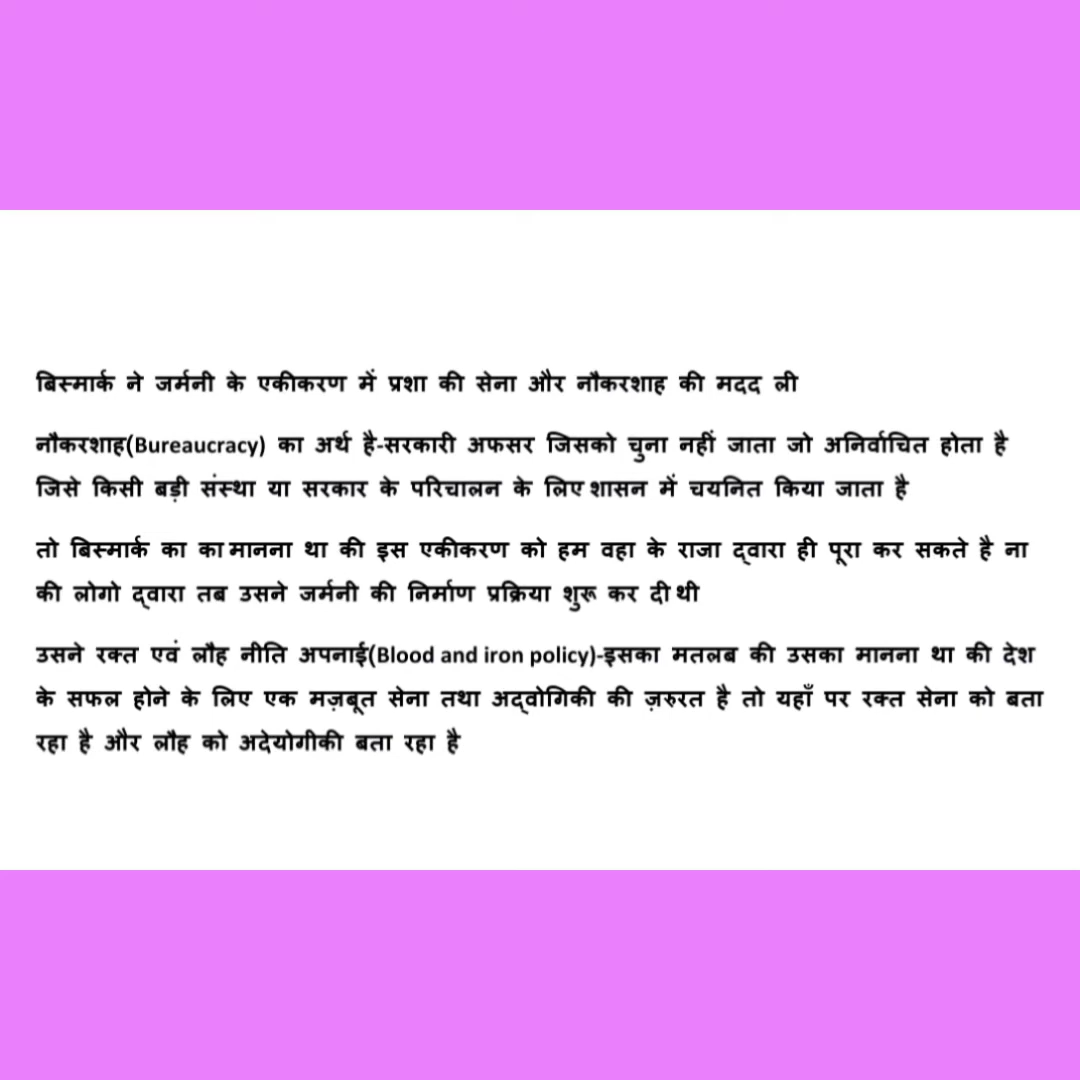 बिस्मार्क ने जर्मनी के एकीकरण में प्रशा की सेना और नौकरशाह की मदद ली
नौकरशाह(Bureaucracy) का अर्थ है-सरकारी अफसर जिसको चुना नहीं जाता जो अनिर्वाचित होता है
जिसे किसी बड़ी संस्था या सरकार के परिचालन के लिए शासन में चयनित किया जाता है
तो बिस्मार्क का का मानना था की इस एकीकरण को हम वहा के राजा द्वारा ही पूरा कर सकते है ना
की लोगो द्वारा तब उसने जर्मनी की निर्माण प्रक्रिया शुरू कर दी थी
उसने रक्त एवं लौह नीति अपनाई(Blood and iron policy)-इसका मतलब की उसका मानना था की देश
के सफल होने के लिए एक मज़बूत सेना तथा अद्वोगिकी की ज़रुरत है तो यहाँ पर रक्त सेना को बता
रहा है और लौह को अदेयोगीकी बता रहा है